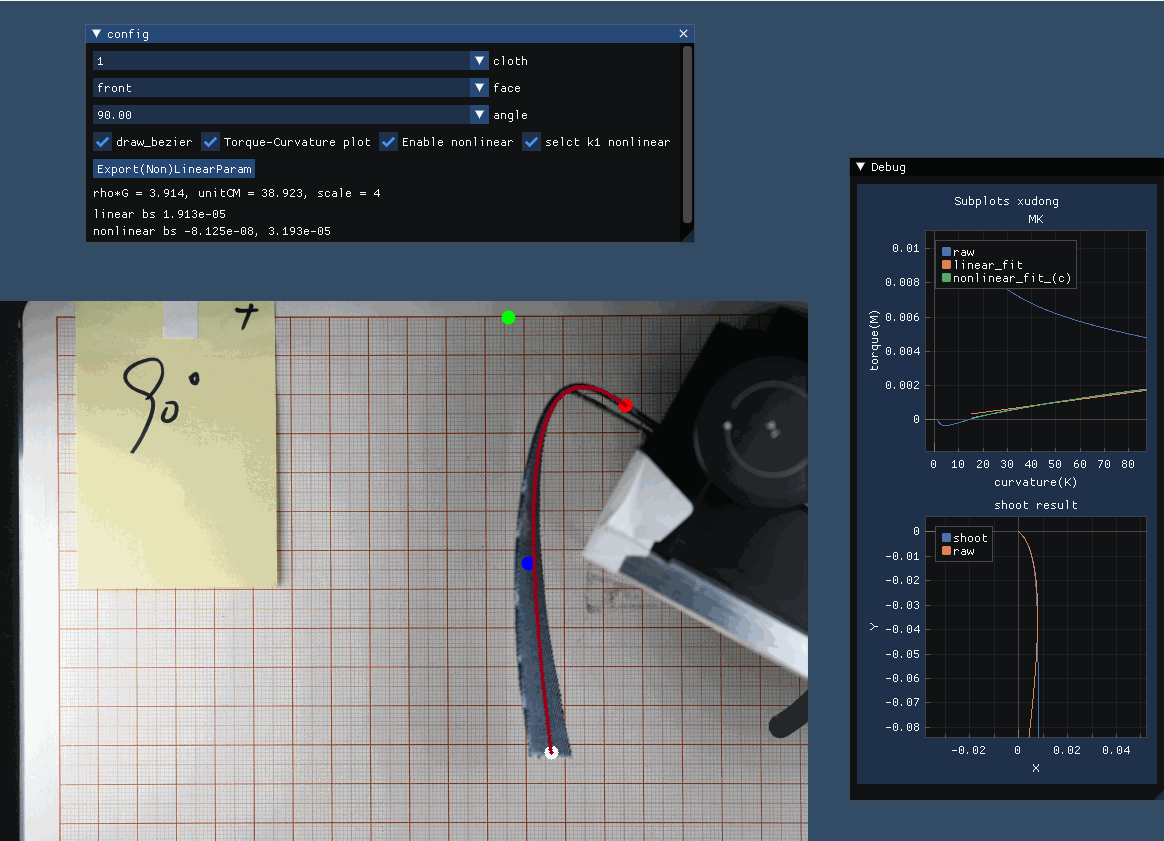 config
1 cloth
front face
90.00 angle
draw_bezier Torque-Curvature plot Enable nonlinear selct k1 nonlinear
Export(Non)LinearParam
rho*G = 3.914, unitCM = 38.923, scale = 4
linear bs 1.913e-05
nonlinear bs -8.125e-08, 3.193e-05
+
90°
Debug
Subplots xudong
MK
raw
linear_fit
nonlinear_fit_(c)
0.01
0.008
0.006
0.004
0.002
0
torque(M)
0 10 20 30 40 50 60 70 80
curvature(K)
shoot result
shoot
raw
0
-0.01
-0.02
-0.03
-0.04
-0.05
-0.06
-0.07
-0.08
Y
-0.02 0 0.02 0.04
X